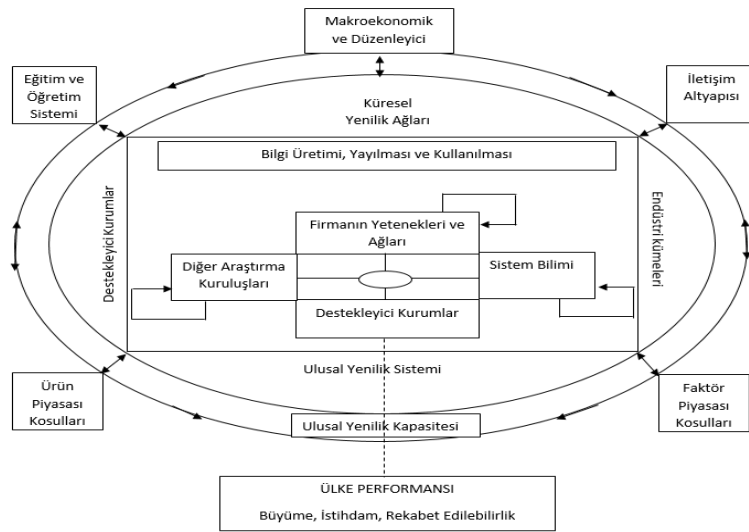 Makroekonomik
ve Düzenleyici
Eğitim ve
Öğretim
Sistemi
İletişim
Altyapısı
Küresel
Yenilik Ağları
Bilgi Üretimi, Yayılması ve Kullanılması
Destekleyici Kurumlar
Endüstri kümeleri
Firmanın Yetenekleri ve
Ağları
Diğer Araştırma
Kuruluşları
Sistem Bilimi
Destekleyici Kurumlar
Ulusal Yenilik Sistemi
Ürün
Piyasası
Kosulları
Faktör
Piyasası
Kosulları
Ulusal Yenilik Kapasitesi
ÜLKE PERFORMANSI
Büyüme, İstihdam, Rekabet Edilebilirlik